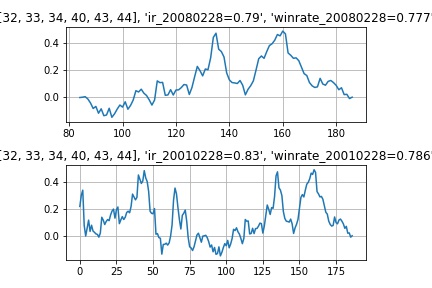 [32, 33, 34, 40, 43, 44], 'ir_20080228=0.79', 'winrate_20080228=0.777'
0.4
0.2
0.0
80 100 120 140 160 180
[32, 33, 34, 40, 43, 44], 'ir_20010228=0.83', 'winrate_20010228=0.786'
0.4
0.2
0.0
0 25 50 75 100 125 150 175